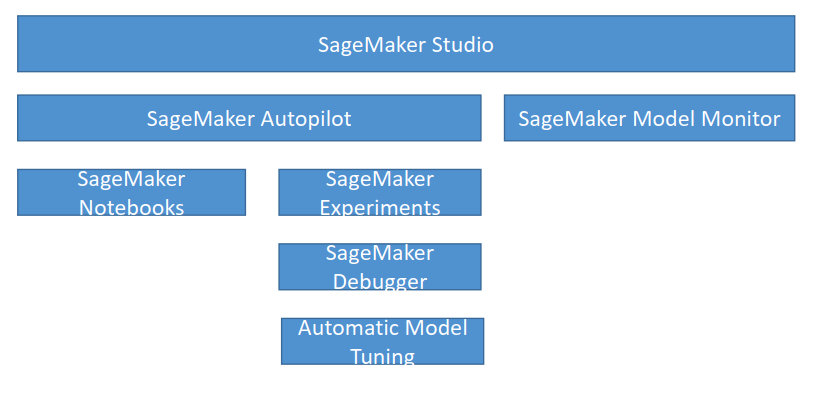 SageMaker Studio
SageMaker Autopilot
SageMaker Model Monitor
SageMaker
Notebooks
SageMaker
Experiments
SageMaker
Debugger
Automatic Model
Tuning